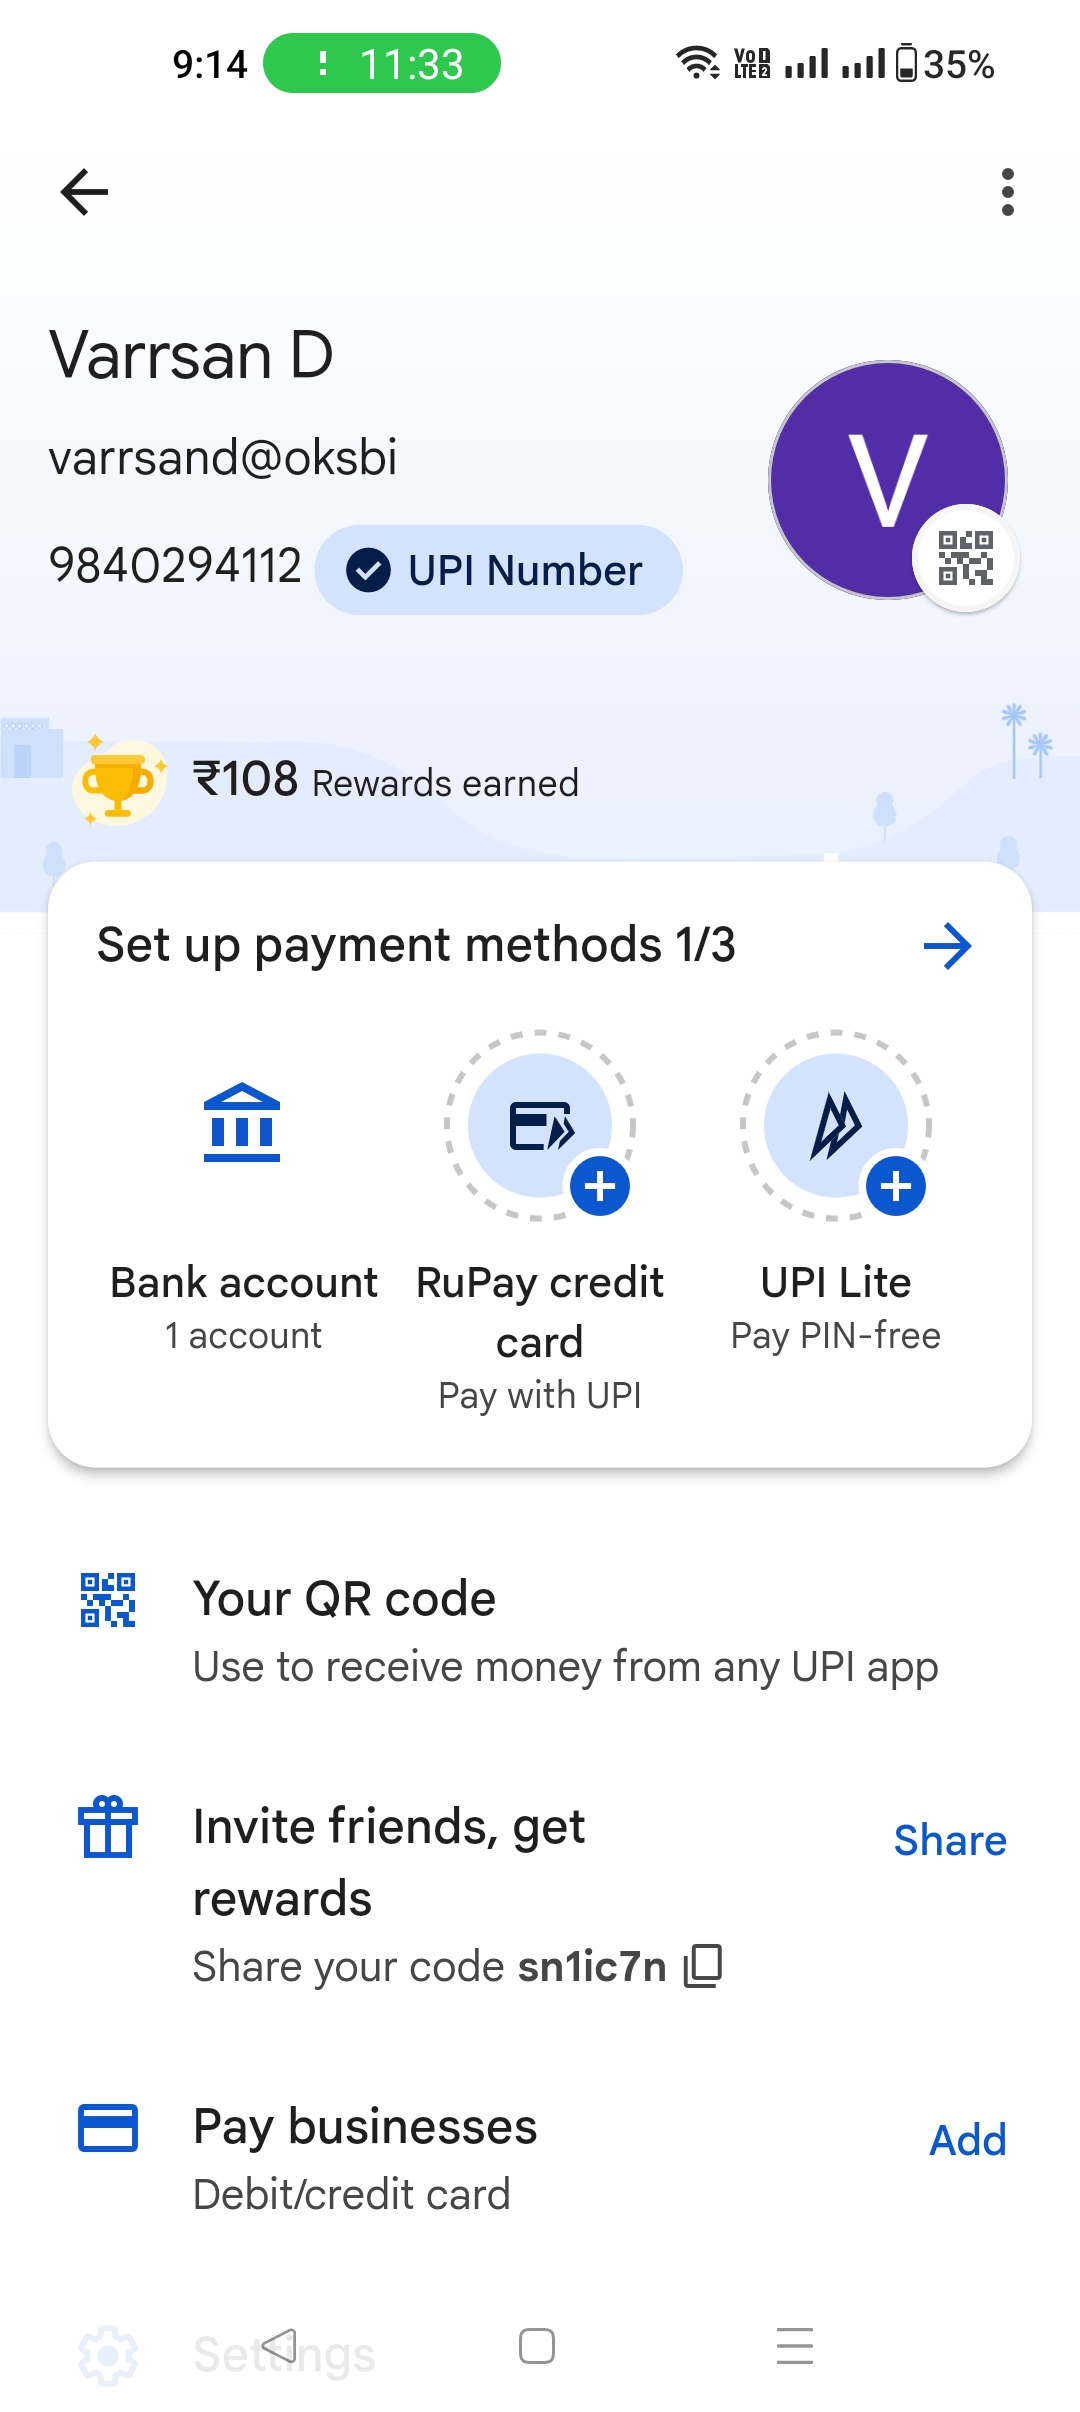 9:14 11:33 VoLTE 35%
Varrsan D
varrsand@oksbi
9840294112 UPI Number
V
₹108 Rewards earned
Set up payment methods 1/3
Bank account
1 account
RuPay credit
card
Pay with UPI
UPI Lite
Pay PIN-free
Your QR code
Use to receive money from any UPI app
Invite friends, get
rewards
Share
Share your code sn1ic7n
Pay businesses
Add
Debit/credit card
Settings